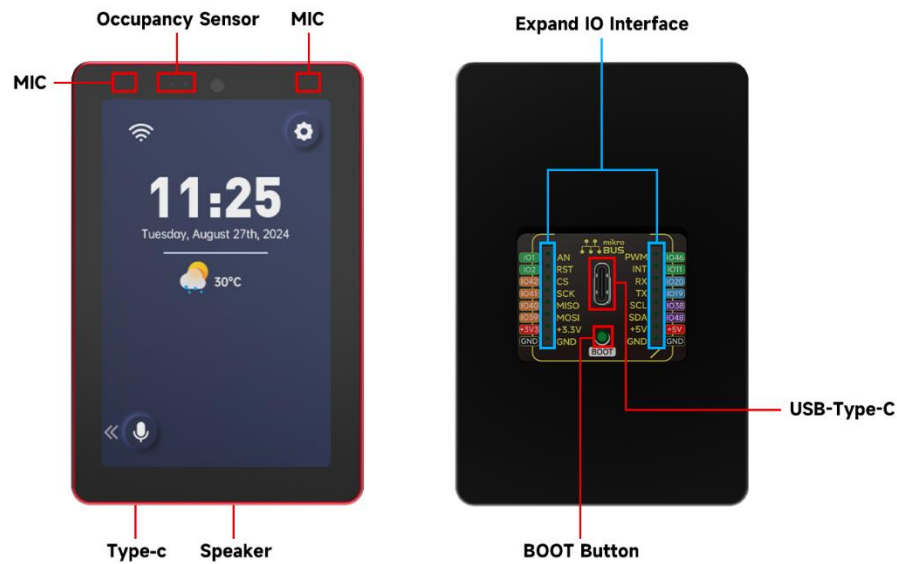 Occupancy Sensor
MIC
Expand IO Interface
MIC
11:25
Tuesday, August 27th, 2024
30°C
mikro
BUS
IO1 AN PWM IO46
IO2 RST INT IO11
IO42 CS RX IO20
IO41 SCK TX IO19
IO40 MISO SCL IO38
IO39 MOSI SDA IO48
+3V3 +3.3V +5V +5V
GND GND GND GND
BOOT
USB-Type-C
Type-c
Speaker
BOOT Button